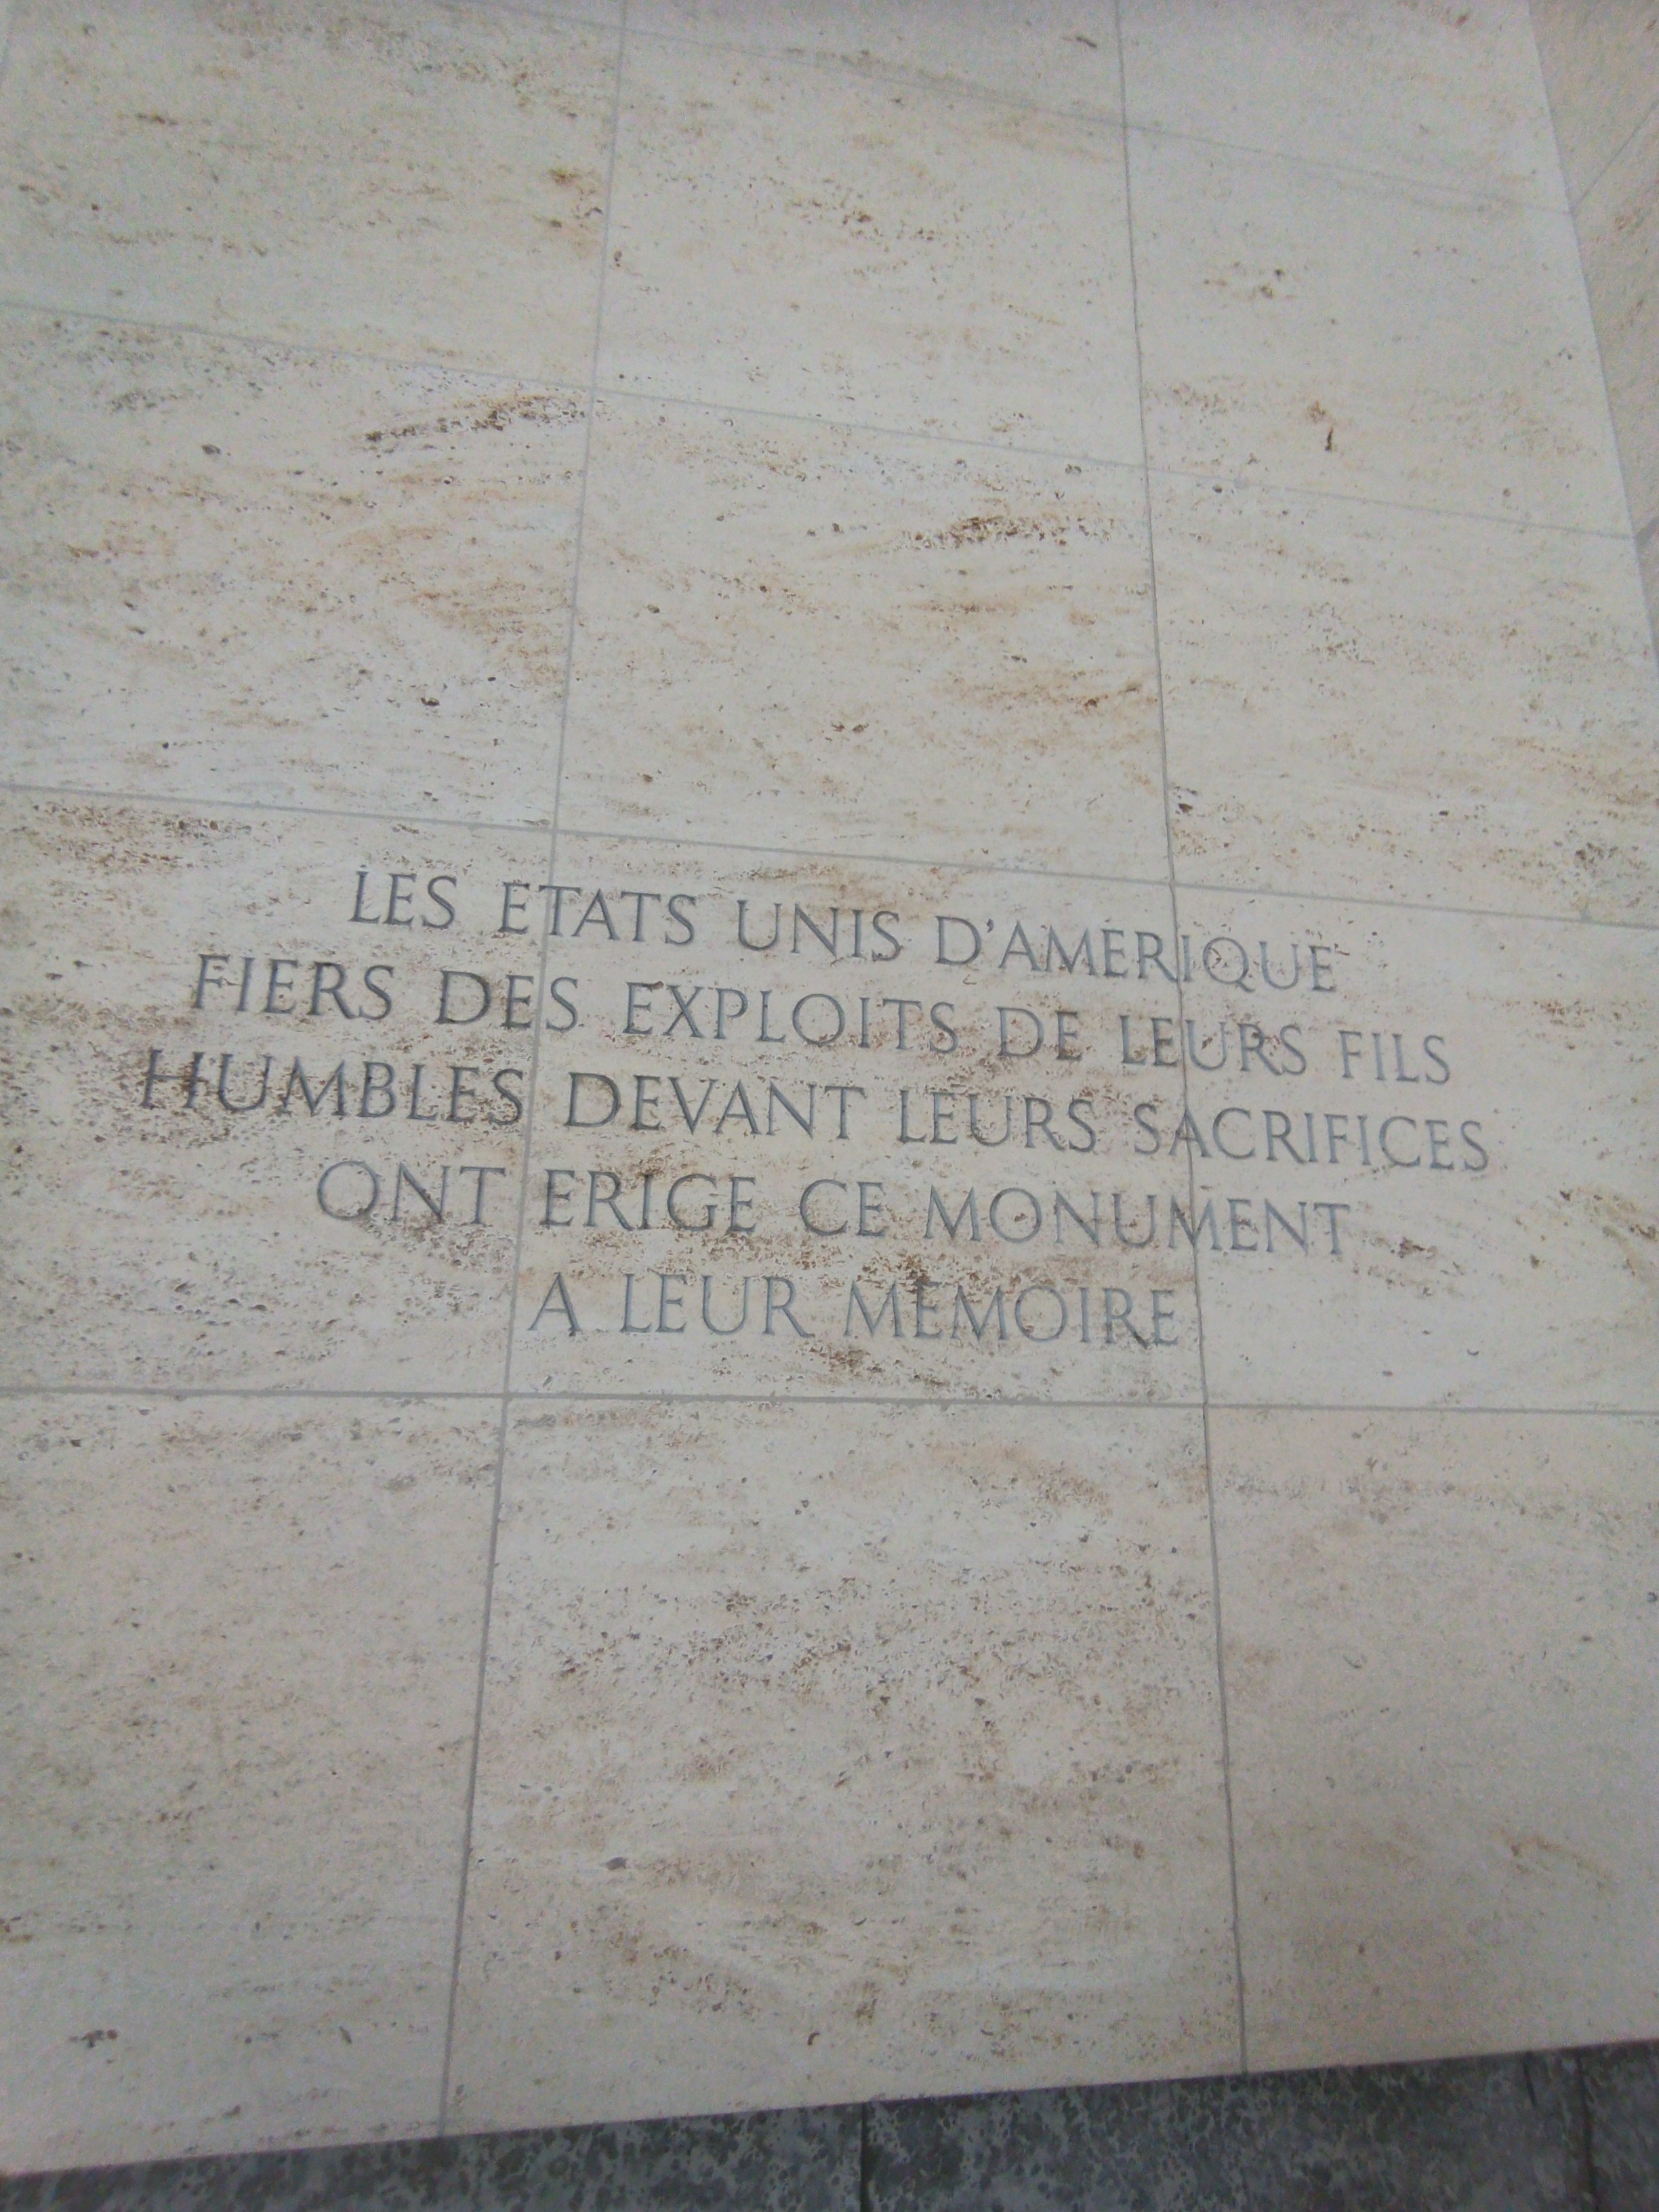 LES ETATS UNIS D'AMERIQUE
FIERS DES EXPLOITS DE LEURS FILS
HUMBLES DEVANT LEURS SACRIFICES
ONT ERIGE CE MONUMENT
A LEUR MEMOIRE